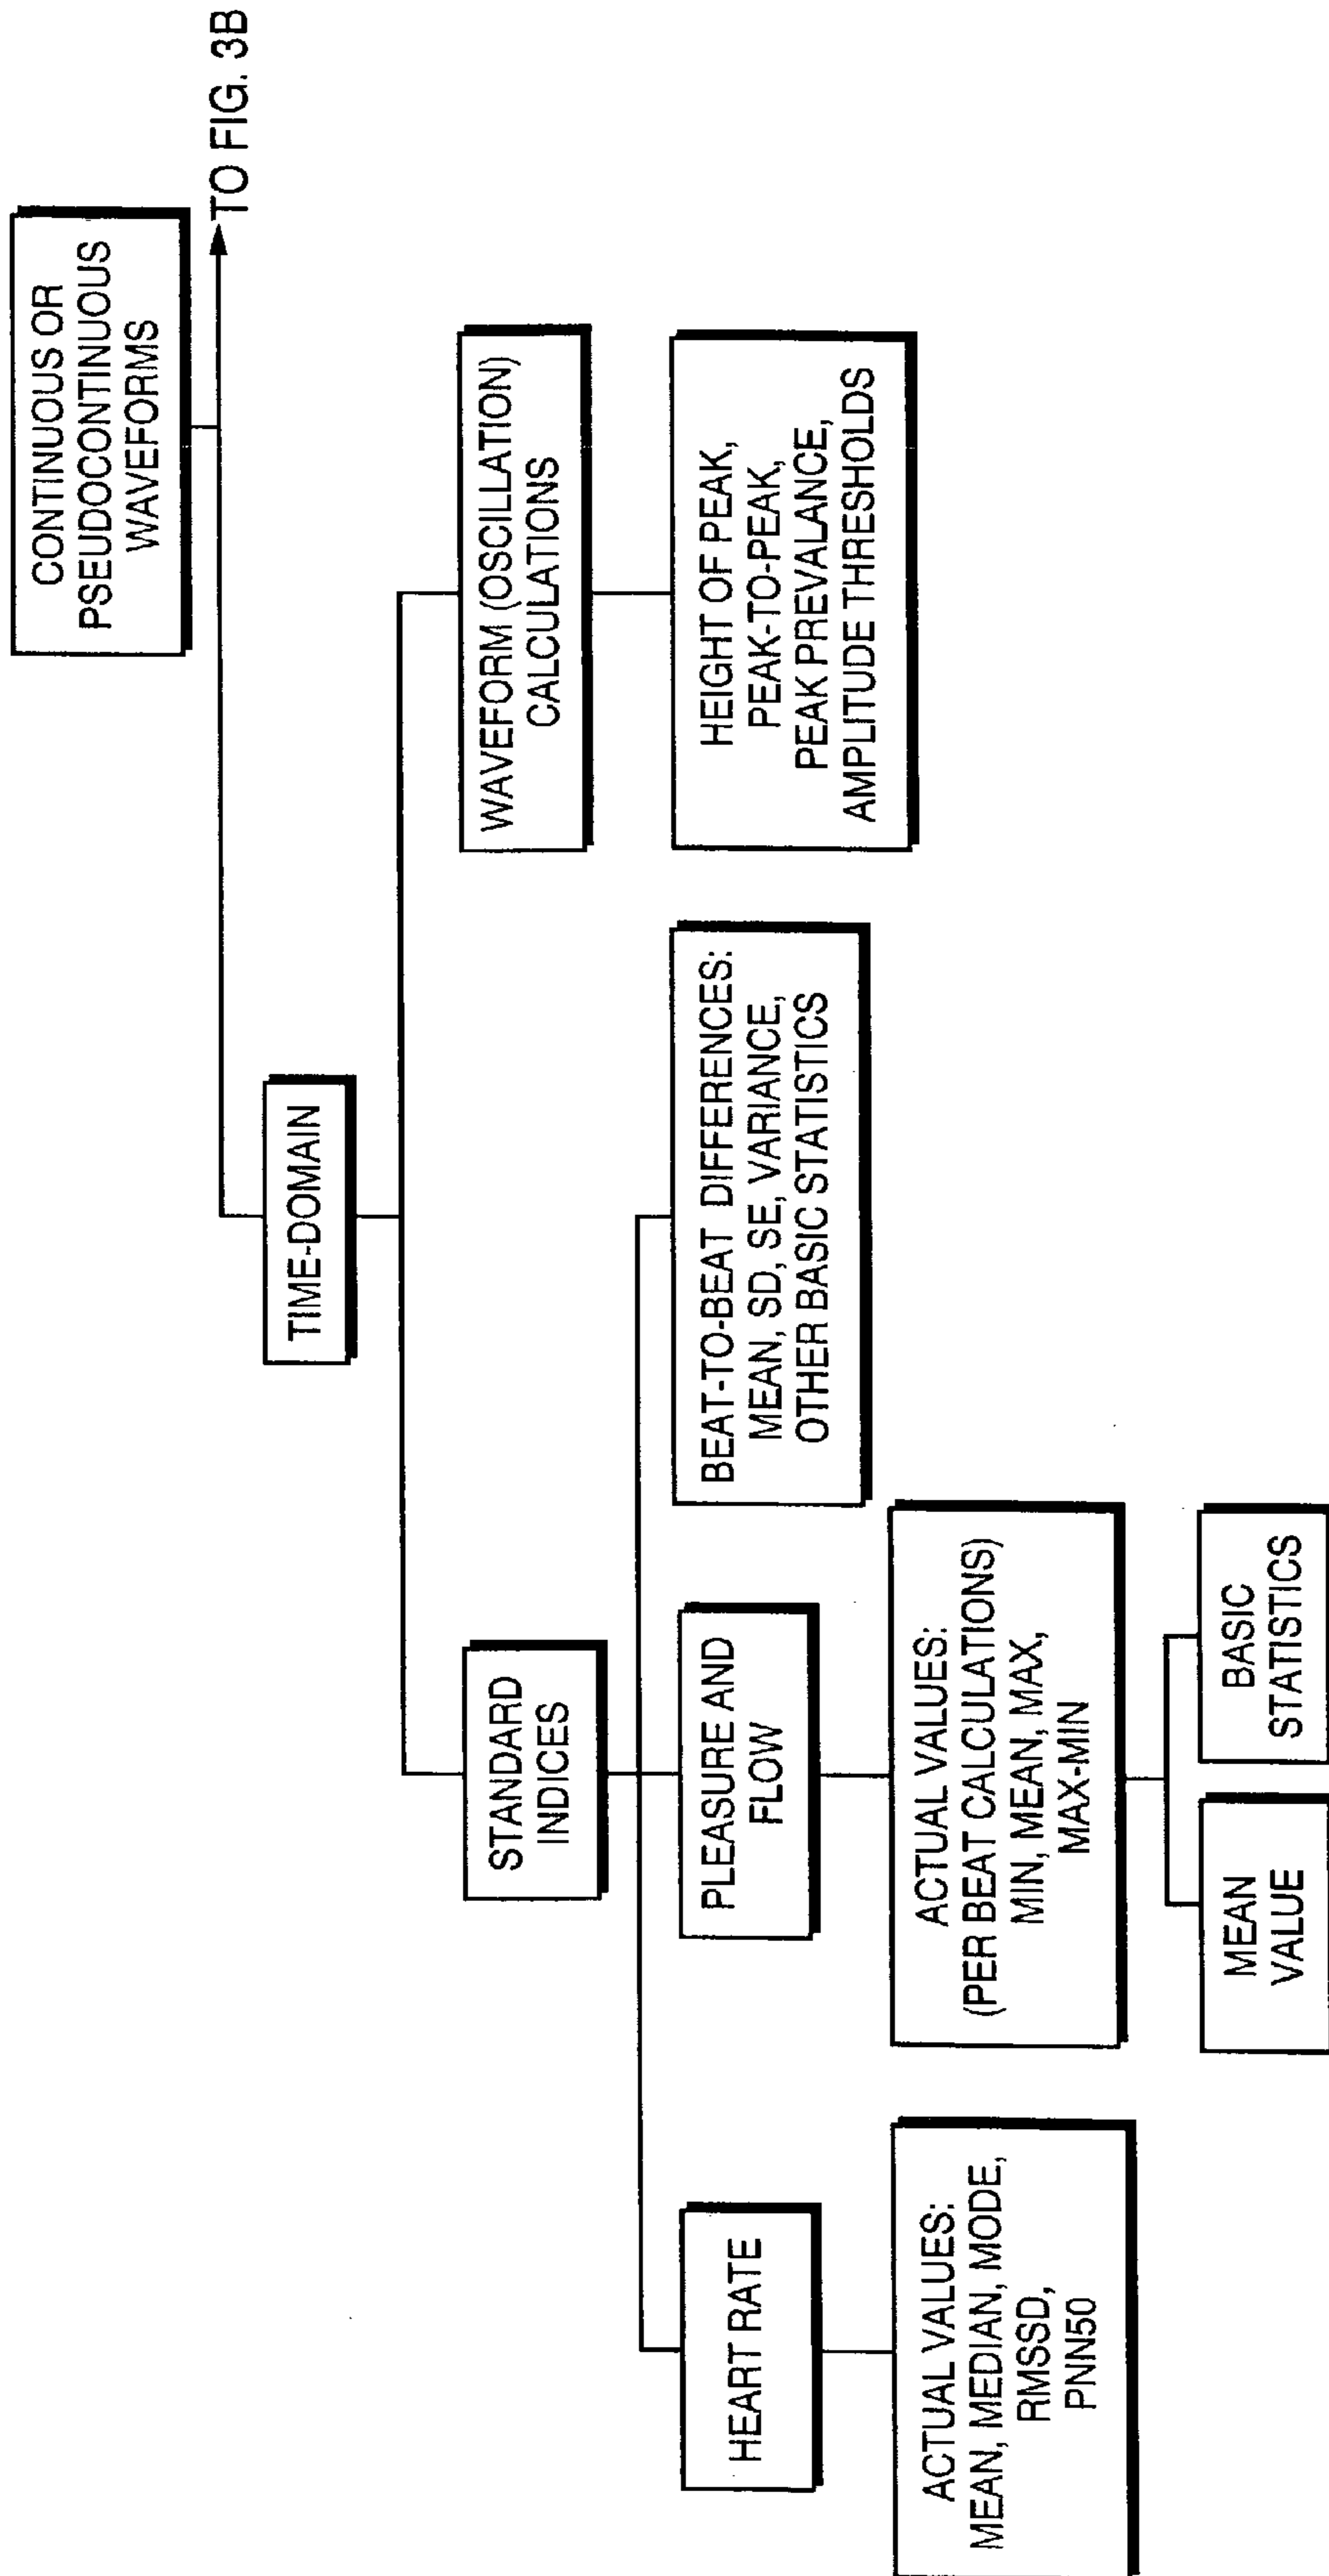 CONTINUOUS OR
PSEUDOCONTINUOUS
WAVEFORMS
TO FIG. 3B
TIME-DOMAIN
STANDARD
INDICES
WAVEFORM (OSCILLATION)
CALCULATIONS
HEART RATE
PLEASURE AND
FLOW
BEAT-TO-BEAT DIFFERENCES:
MEAN, SD, SE, VARIANCE,
OTHER BASIC STATISTICS
HEIGHT OF PEAK,
PEAK-TO-PEAK,
PEAK PREVALANCE,
AMPLITUDE THRESHOLDS
ACTUAL VALUES:
MEAN, MEDIAN, MODE,
RMSSD,
PNN50
ACTUAL VALUES:
(PER BEAT CALCULATIONS)
MIN, MEAN, MAX,
MAX-MIN
MEAN
VALUE
BASIC
STATISTICS